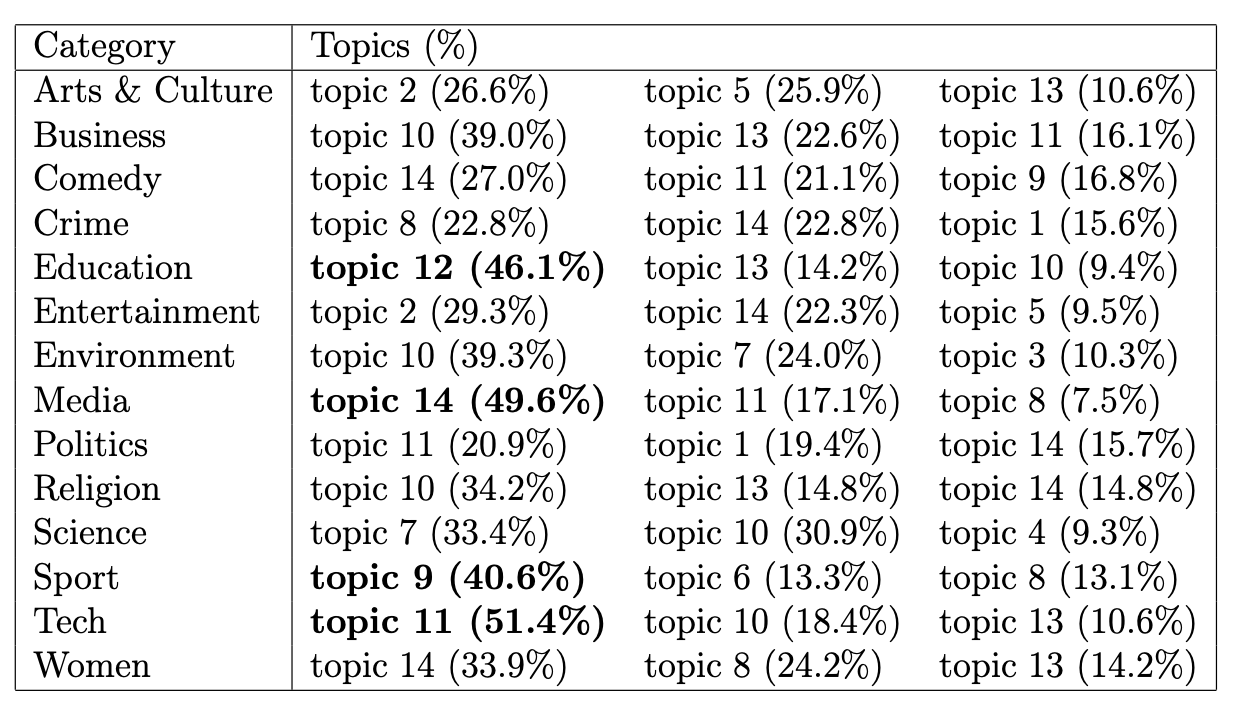 Category Topics (%)
Arts & Culture topic 2 (26.6%) topic 5 (25.9%) topic 13 (10.6%)
Business topic 10 (39.0%) topic 13 (22.6%) topic 11 (16.1%)
Comedy topic 14 (27.0%) topic 11 (21.1%) topic 9 (16.8%)
Crime topic 8 (22.8%) topic 14 (22.8%) topic 1 (15.6%)
Education topic 12 (46.1%) topic 13 (14.2%) topic 10 (9.4%)
Entertainment topic 2 (29.3%) topic 14 (22.3%) topic 5 (9.5%)
Environment topic 10 (39.3%) topic 7 (24.0%) topic 3 (10.3%)
Media topic 14 (49.6%) topic 11 (17.1%) topic 8 (7.5%)
Politics topic 11 (20.9%) topic 1 (19.4%) topic 14 (15.7%)
Religion topic 10 (34.2%) topic 13 (14.8%) topic 14 (14.8%)
Science topic 7 (33.4%) topic 10 (30.9%) topic 4 (9.3%)
Sport topic 9 (40.6%) topic 6 (13.3%) topic 8 (13.1%)
Tech topic 11 (51.4%) topic 10 (18.4%) topic 13 (10.6%)
Women topic 14 (33.9%) topic 8 (24.2%) topic 13 (14.2%)